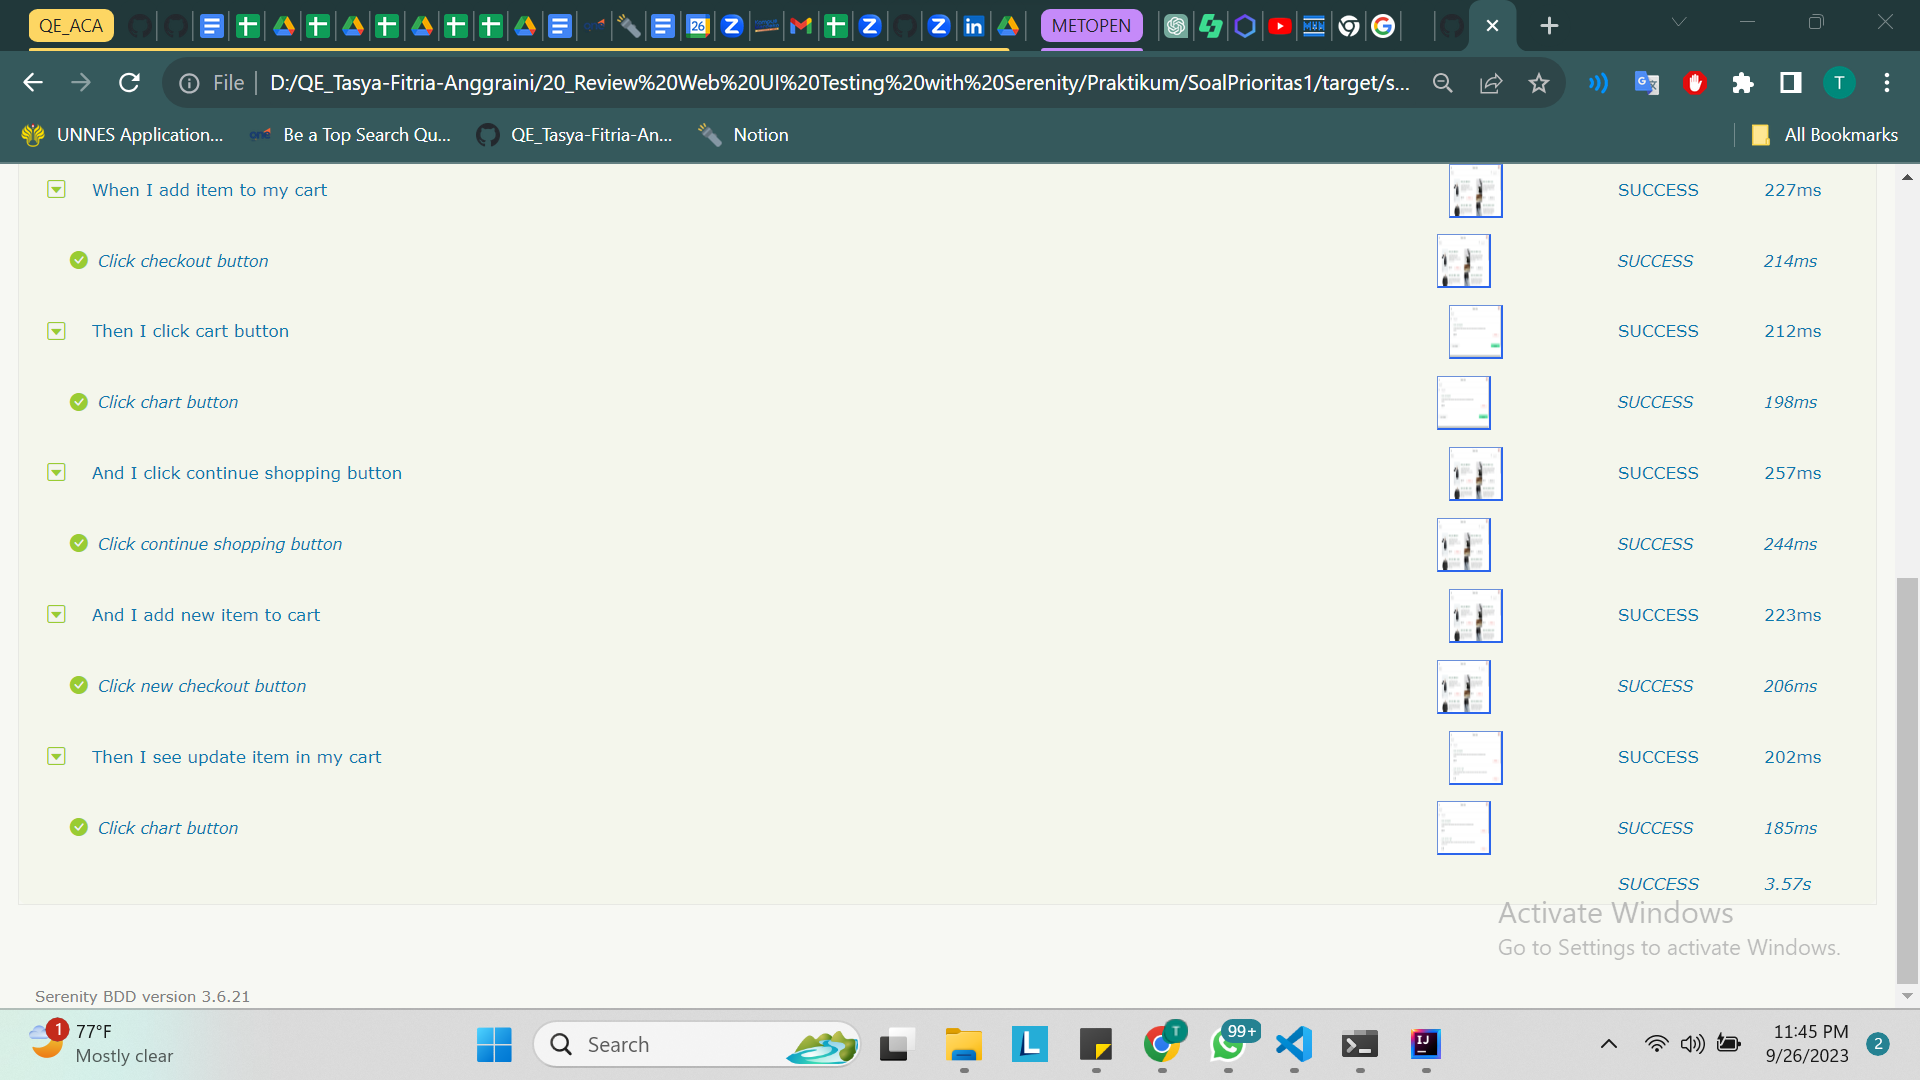 QE_ACA
METOPEN
File
D:/QE_Tasya-Fitria-Anggraini/20_Review%20Web%20UI%20Testing%20with%20Serenity/Praktikum/SoalPrioritas1/target/s...
T
UNNES Application...
Be a Top Search Qu...
QE_Tasya-Fitria-An...
Notion
All Bookmarks
When I add item to my cart SUCCESS 227ms
Click checkout button SUCCESS 214ms
Then I click cart button SUCCESS 212ms
Click chart button SUCCESS 198ms
And I click continue shopping button SUCCESS 257ms
Click continue shopping button SUCCESS 244ms
And I add new item to cart SUCCESS 223ms
Click new checkout button SUCCESS 206ms
Then I see update item in my cart SUCCESS 202ms
Click chart button SUCCESS 185ms
SUCCESS 3.57s
Activate Windows
Go to Settings to activate Windows.
Serenity BDD version 3.6.21
1
77°F
Mostly clear
Search
L
T
99+
IJ
11:45 PM
9/26/2023
2